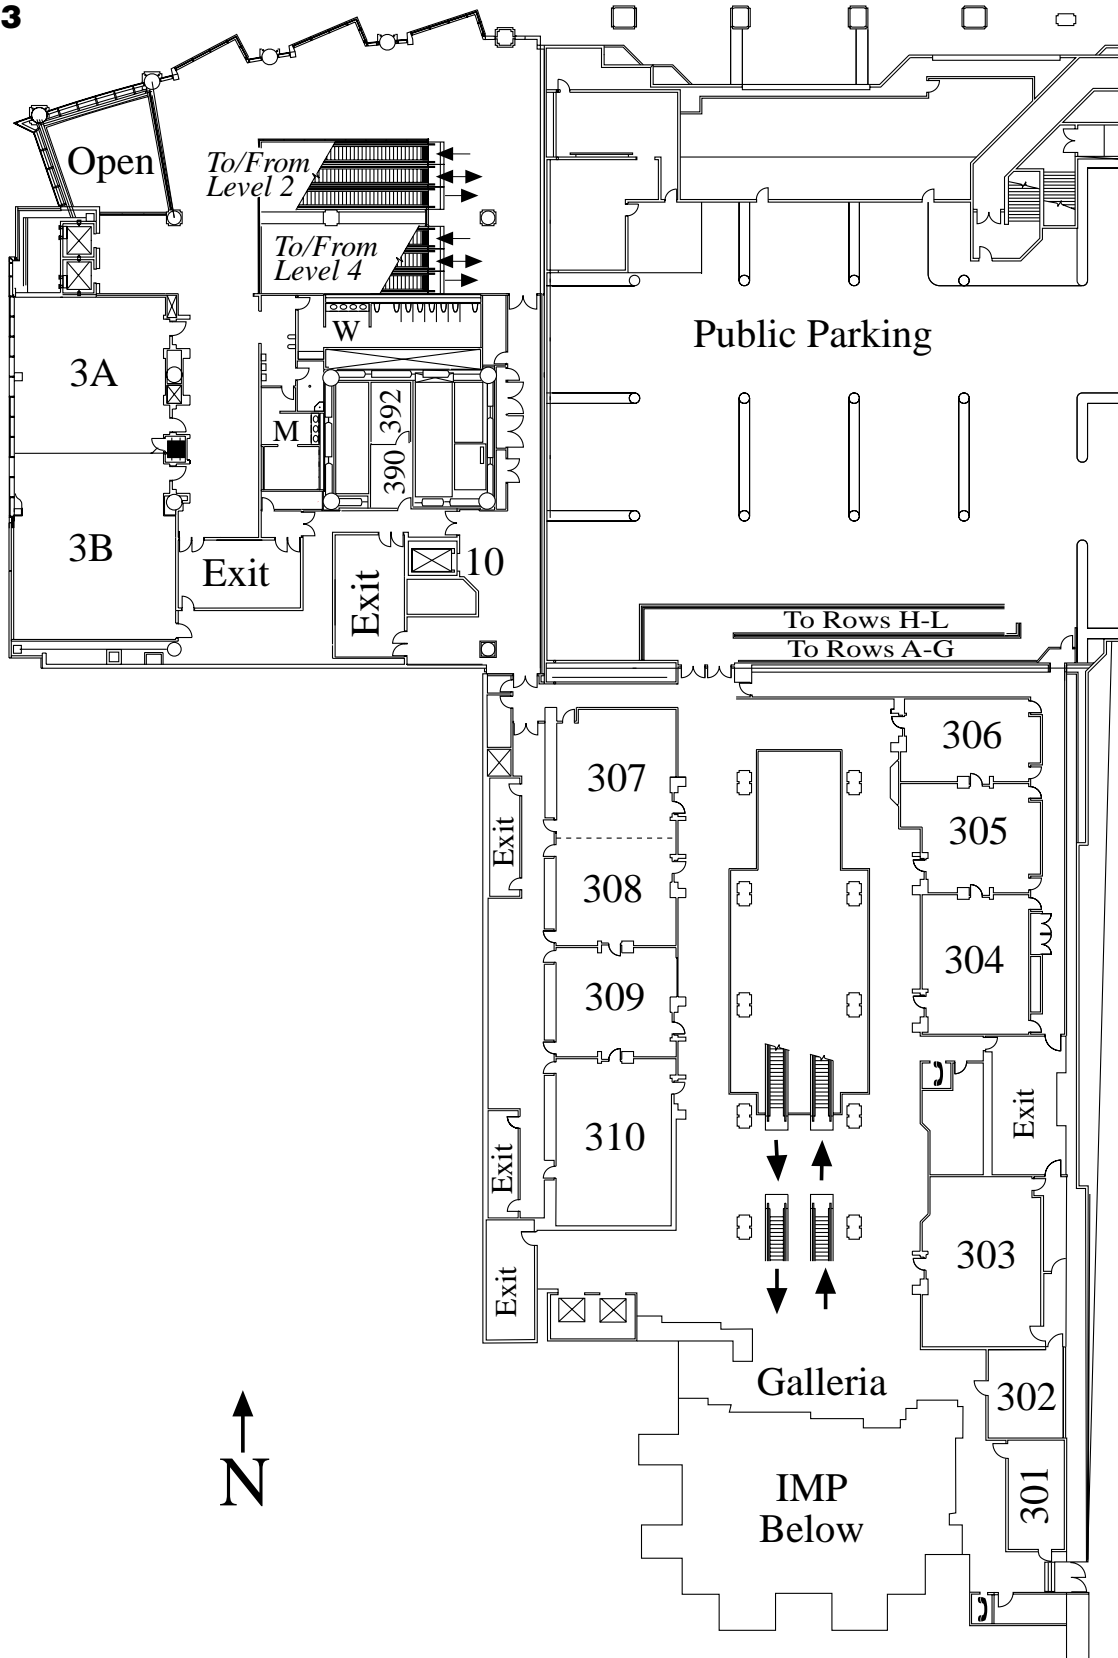 3
Open
To/From
Level 2
To/From
Level 4
Public Parking
W
3A
392
M
390
3B
Exit
Exit
10
To Rows H-L
To Rows A-G
306
307
305
Exit
308
304
309
Exit
310
Exit
303
Exit
Galleria
302
N
IMP
Below
301